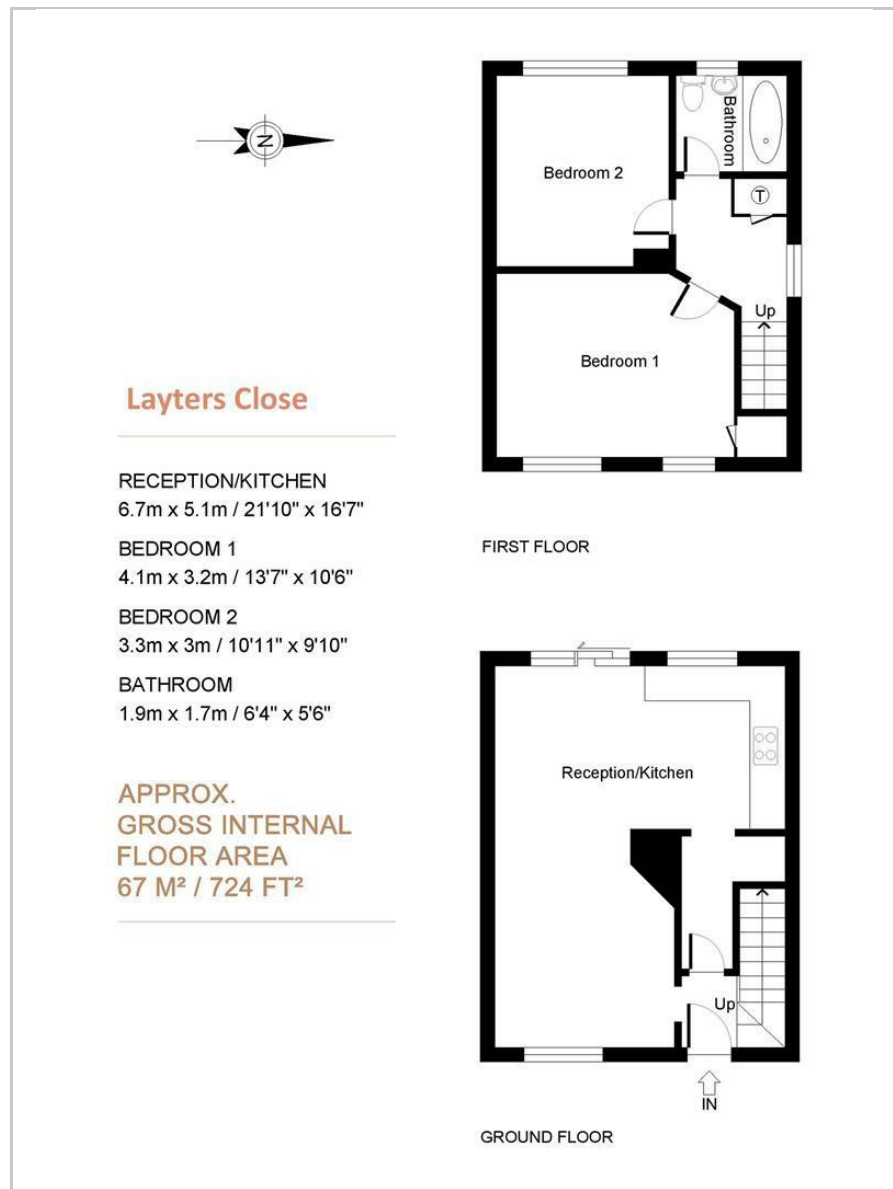 N
Layters Close
RECEPTION/KITCHEN
6.7m x 5.1m / 21'10" x 16'7"
BEDROOM 1
4.1m x 3.2m / 13'7" x 10'6"
BEDROOM 2
3.3m x 3m / 10'11" x 9'10"
BATHROOM
1.9m x 1.7m / 6'4" x 5'6"
APPROX.
GROSS INTERNAL
FLOOR AREA
67 M² / 724 FT²
Bathroom
Bedroom 2
T
Up
Bedroom 1
FIRST FLOOR
Reception/Kitchen
Up
IN
GROUND FLOOR